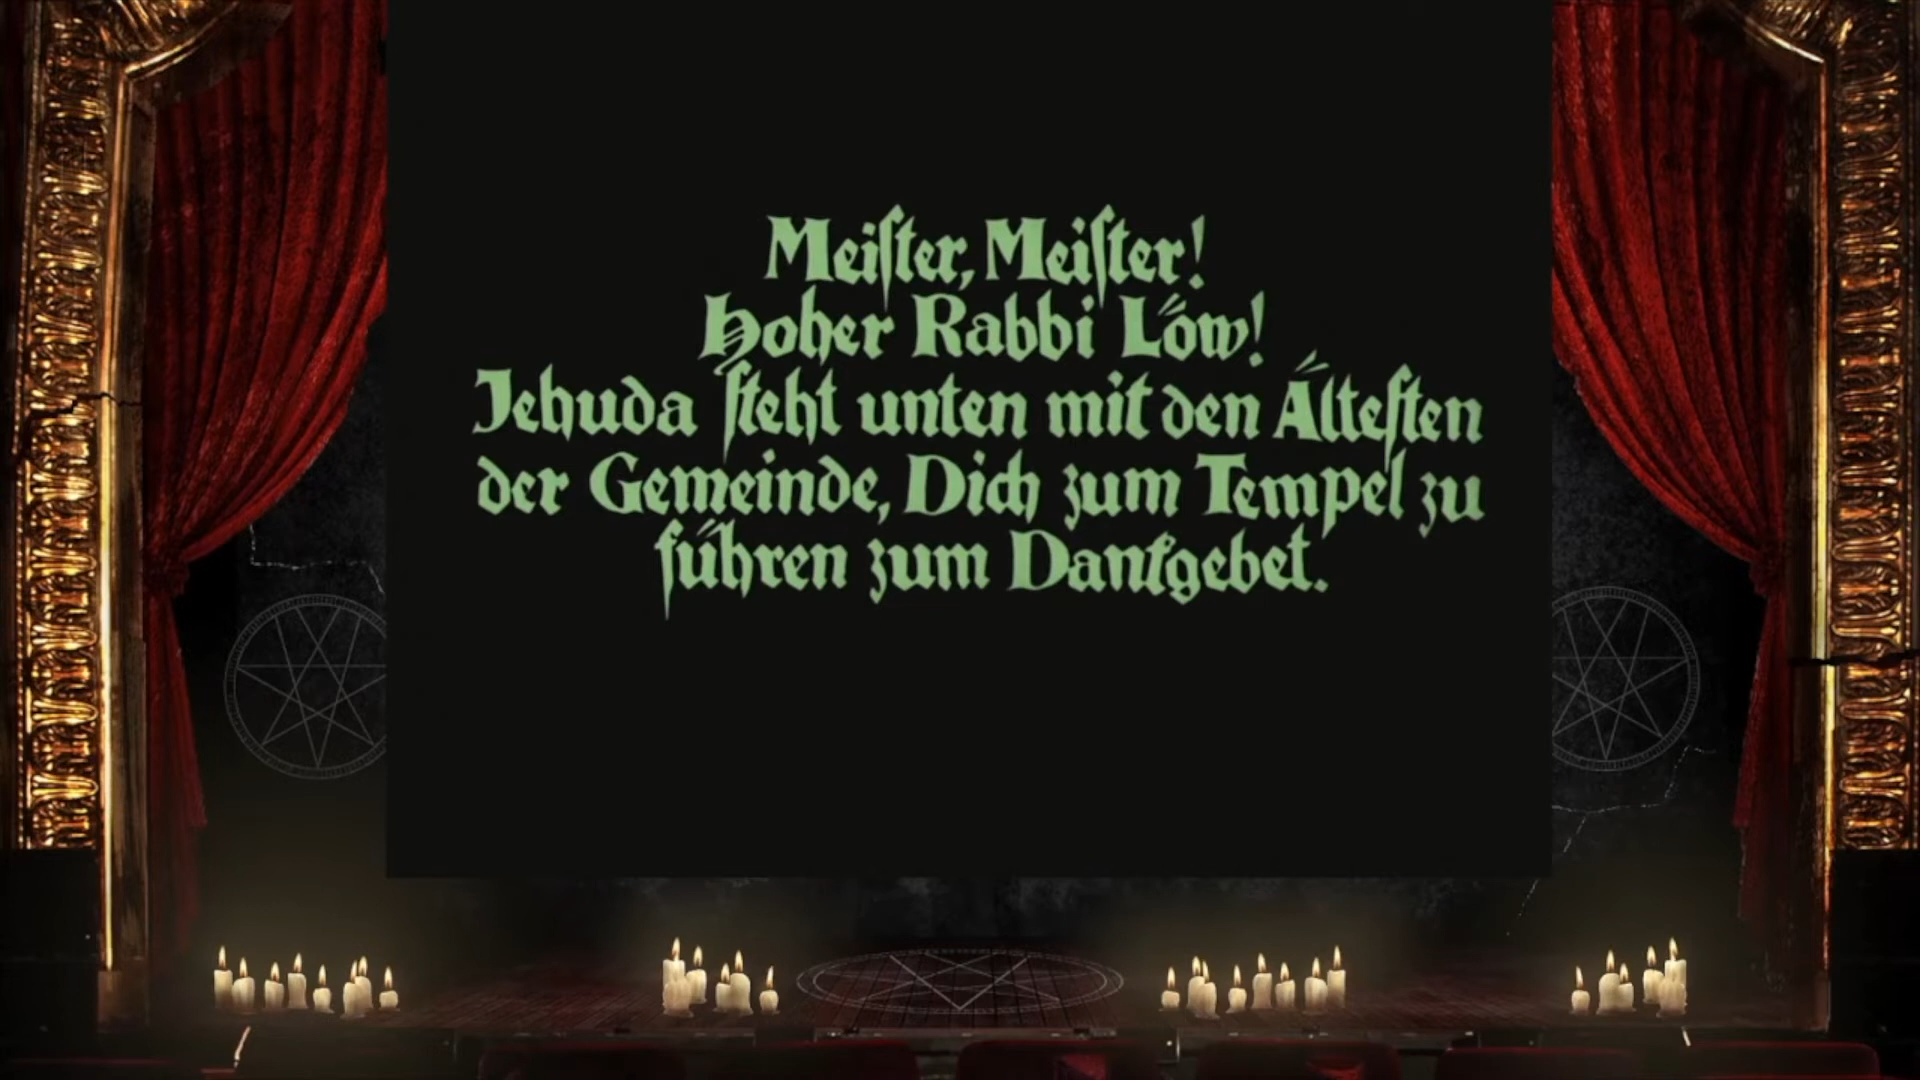 Meiſter, Meiſter!
Hoher Rabbi Löw!
Jehuda ſteht unten mit den Älteſten
der Gemeinde, Dich zum Tempel zu
führen zum Dankgebet.